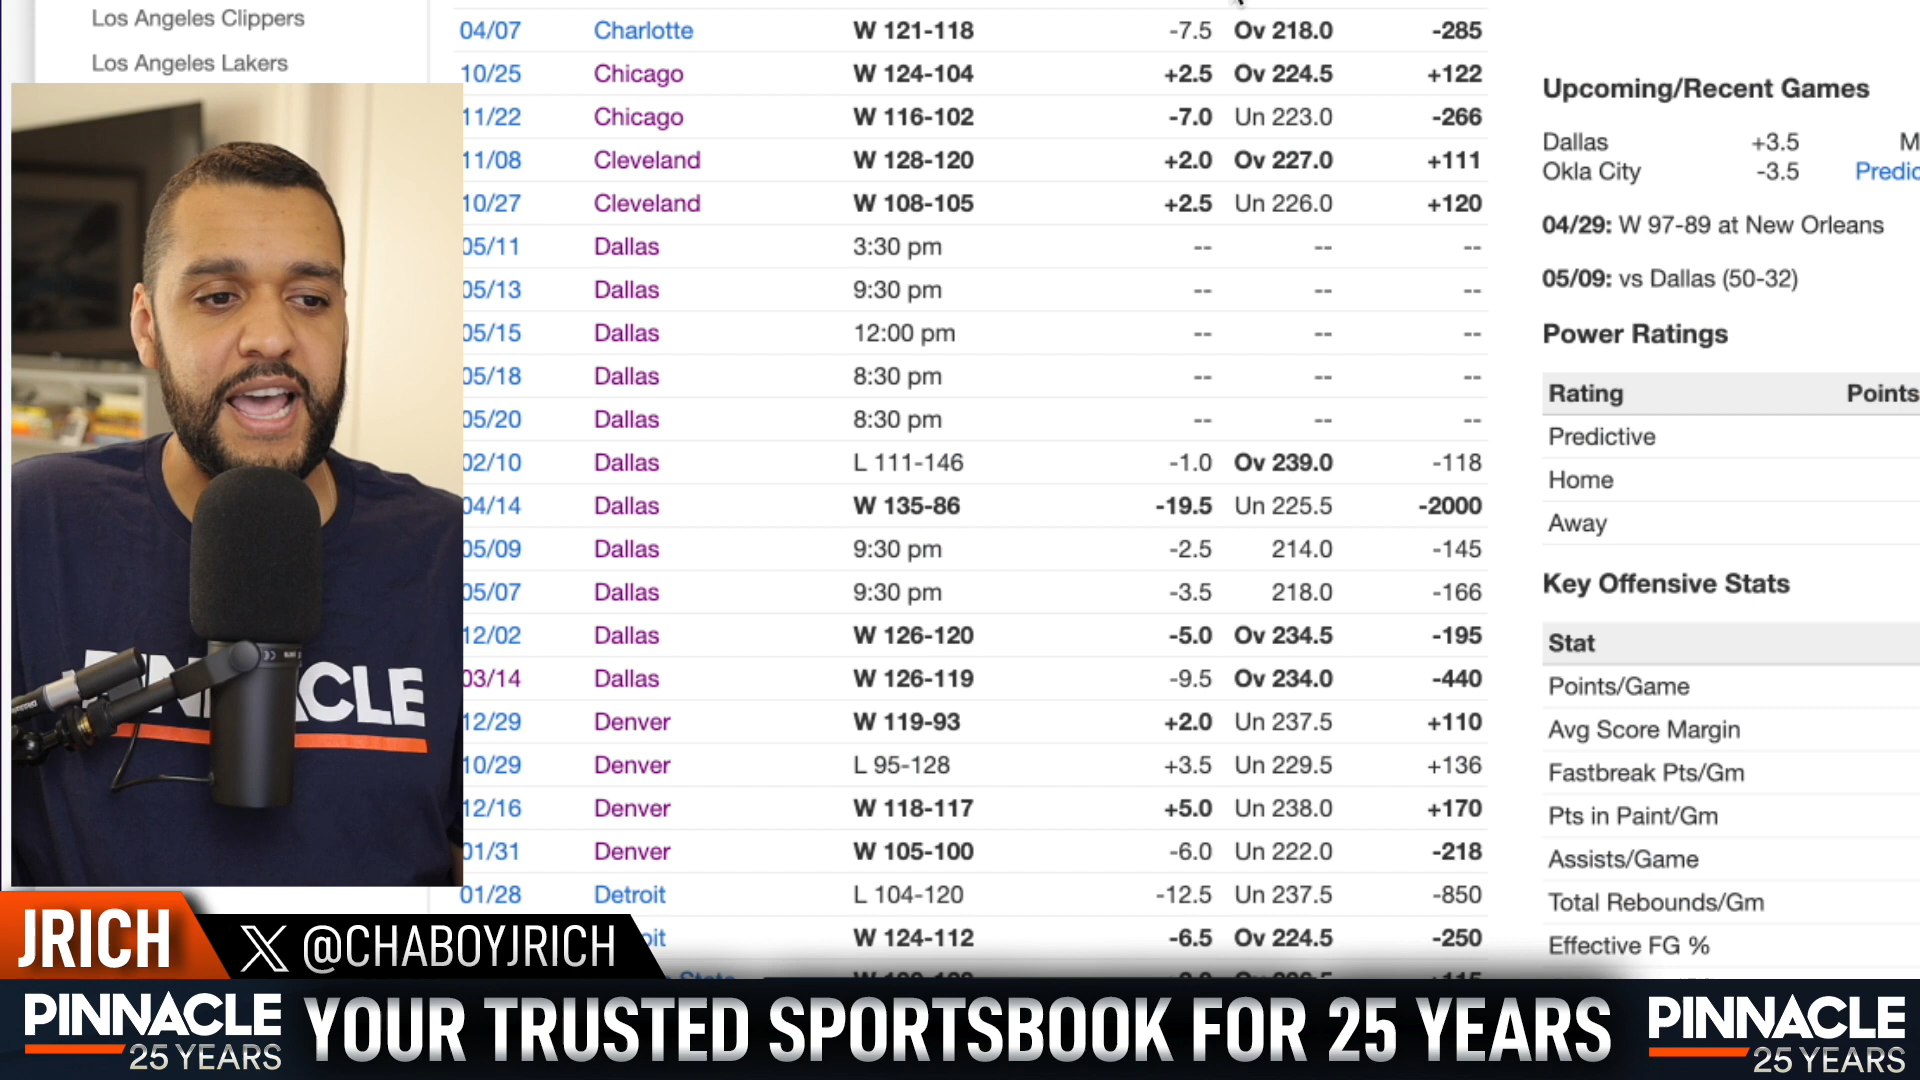 Los Angeles Clippers
Los Angeles Lakers
04/07 Charlotte W 121-118 -7.5 Ov 218.0 -285
10/25 Chicago W 124-104 +2.5 Ov 224.5 +122
11/22 Chicago W 116-102 -7.0 Un 223.0 -266
11/08 Cleveland W 128-120 +2.0 Ov 227.0 +111
10/27 Cleveland W 108-105 +2.5 Un 226.0 +120
05/11 Dallas 3:30 pm -- -- --
05/13 Dallas 9:30 pm -- -- --
05/15 Dallas 12:00 pm -- -- --
05/18 Dallas 8:30 pm -- -- --
05/20 Dallas 8:30 pm -- -- --
02/10 Dallas L 111-146 -1.0 Ov 239.0 -118
04/14 Dallas W 135-86 -19.5 Un 225.5 -2000
05/09 Dallas 9:30 pm -2.5 214.0 -145
05/07 Dallas 9:30 pm -3.5 218.0 -166
12/02 Dallas W 126-120 -5.0 Ov 234.5 -195
03/14 Dallas W 126-119 -9.5 Ov 234.0 -440
12/29 Denver W 119-93 +2.0 Un 237.5 +110
10/29 Denver L 95-128 +3.5 Un 229.5 +136
12/16 Denver W 118-117 +5.0 Un 238.0 +170
01/31 Denver W 105-100 -6.0 Un 222.0 -218
01/28 Detroit L 104-120 -12.5 Un 237.5 -850
oit W 124-112 -6.5 Ov 224.5 -250
Upcoming/Recent Games
Dallas +3.5 M
Okla City -3.5 Predic
04/29: W 97-89 at New Orleans
05/09: vs Dallas (50-32)
Power Ratings
Rating Points
Predictive
Home
Away
Key Offensive Stats
Stat
Points/Game
Avg Score Margin
Fastbreak Pts/Gm
Pts in Paint/Gm
Assists/Game
Total Rebounds/Gm
Effective FG %
JRICH
X @CHABOYJRICH
PINNACLE
25 YEARS
YOUR TRUSTED SPORTSBOOK FOR 25 YEARS
PINNACLE
25 YEARS